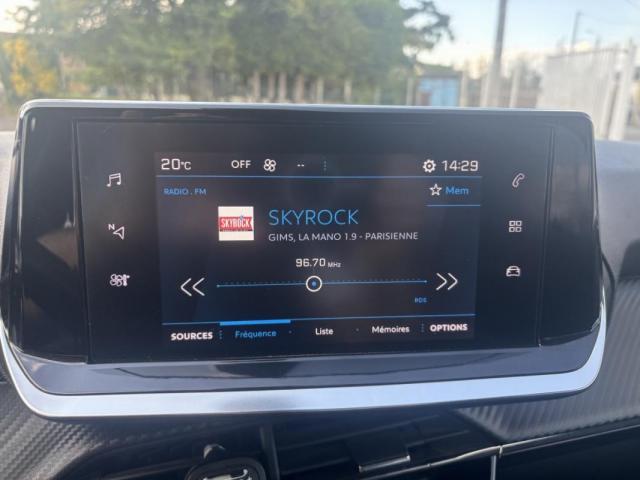 20°C OFF -- 14:29
RADIO . FM
Mem
SKYROCK
SKYROCK
GIMS, LA MANO 1.9 - PARISIENNE
N
96.70 MHz
RDS
SOURCES Fréquence Liste Mémoires OPTIONS